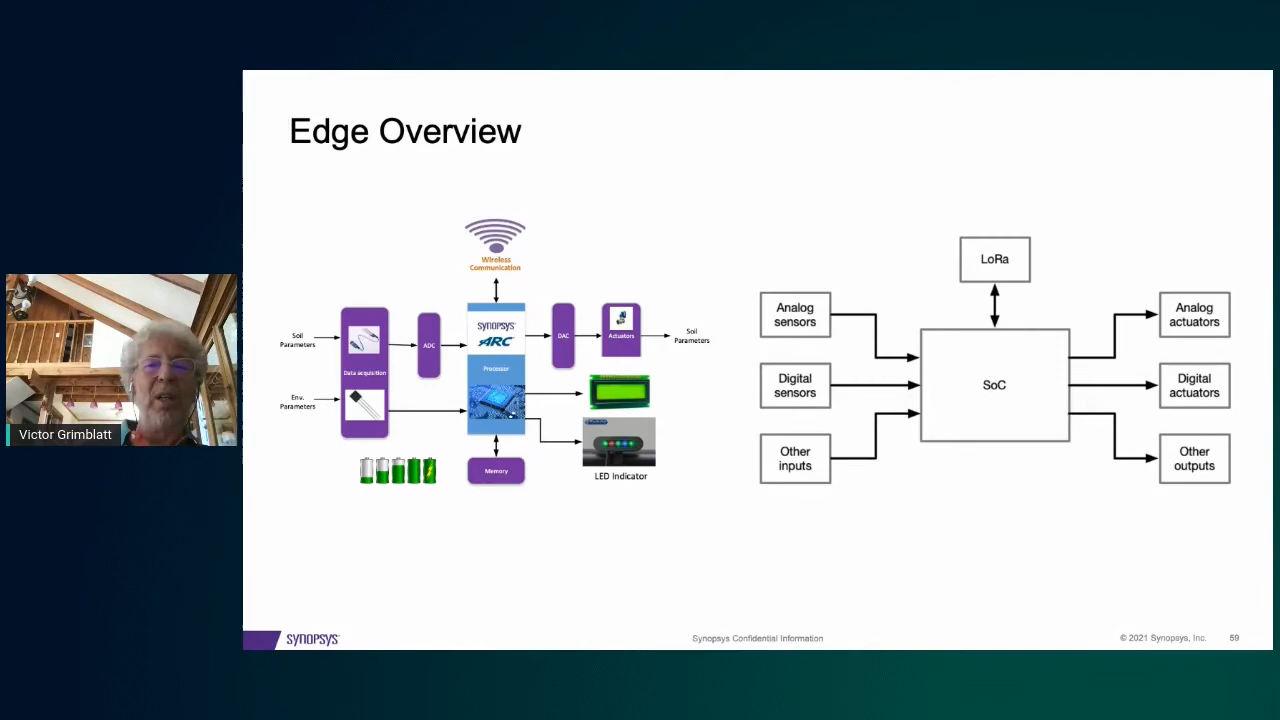 Edge Overview
Wireless
Communication
Soil
Parameters
Data acquisition
Env.
Parameters
ADC
SYNOPSYS
ARC
Processor
Memory
DAC
Actuators
Soil
Parameters
LED Indicator
LoRa
Analog
sensors
Digital
sensors
Other
inputs
SoC
Analog
actuators
Digital
actuators
Other
outputs
Victor Grimblatt
SYNOPSYS
Synopsys Confidential Information
© 2021 Synopsys, Inc.
59